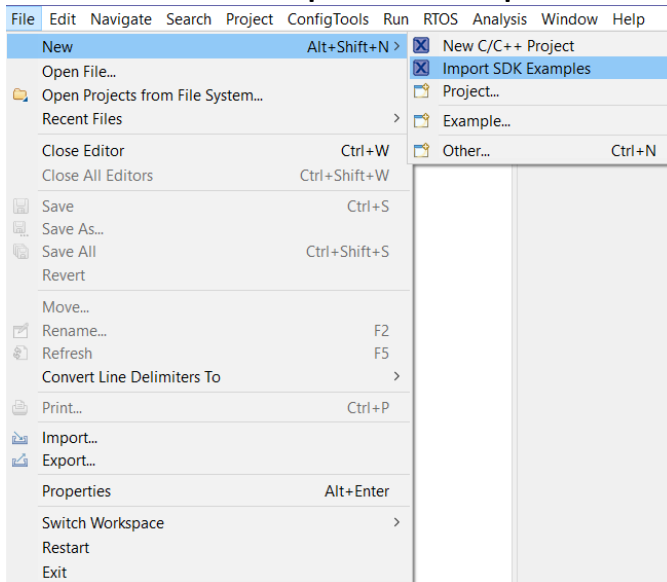 File Edit Navigate Search Project ConfigTools Run RTOS Analysis Window Help
New Alt+Shift+N >
New C/C++ Project
Open File...
Import SDK Examples
Open Projects from File System...
Project...
Recent Files >
Example...
Close Editor Ctrl+W
Other... Ctrl+N
Close All Editors Ctrl+Shift+W
Save Ctrl+S
Save As...
Save All Ctrl+Shift+S
Revert
Move...
Rename... F2
Refresh F5
Convert Line Delimiters To >
Print... Ctrl+P
Import...
Export...
Properties Alt+Enter
Switch Workspace >
Restart
Exit